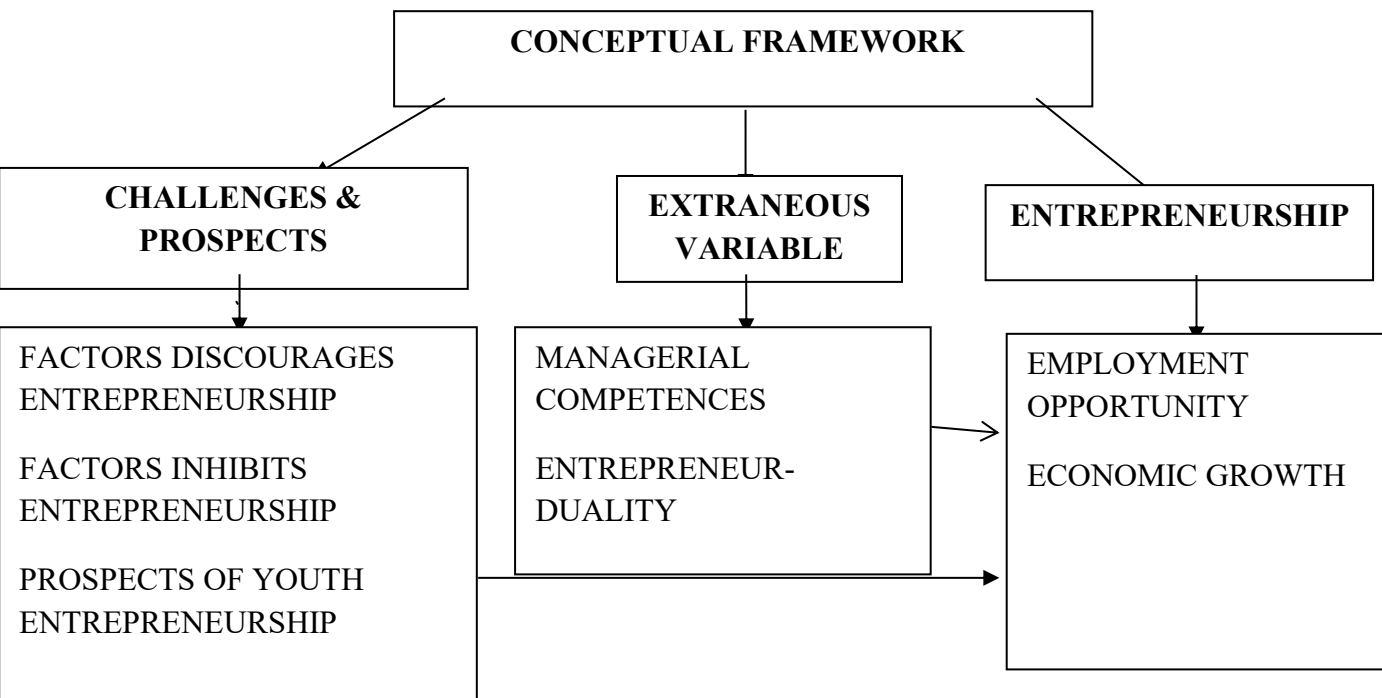 CONCEPTUAL FRAMEWORK
CHALLENGES &
PROSPECTS
EXTRANEOUS
VARIABLE
ENTREPRENEURSHIP
FACTORS DISCOURAGES
ENTREPRENEURSHIP
FACTORS INHIBITS
ENTREPRENEURSHIP
PROSPECTS OF YOUTH
ENTREPRENEURSHIP
MANAGERIAL
COMPETENCES
ENTREPRENEUR-
DUALITY
EMPLOYMENT
OPPORTUNITY
ECONOMIC GROWTH